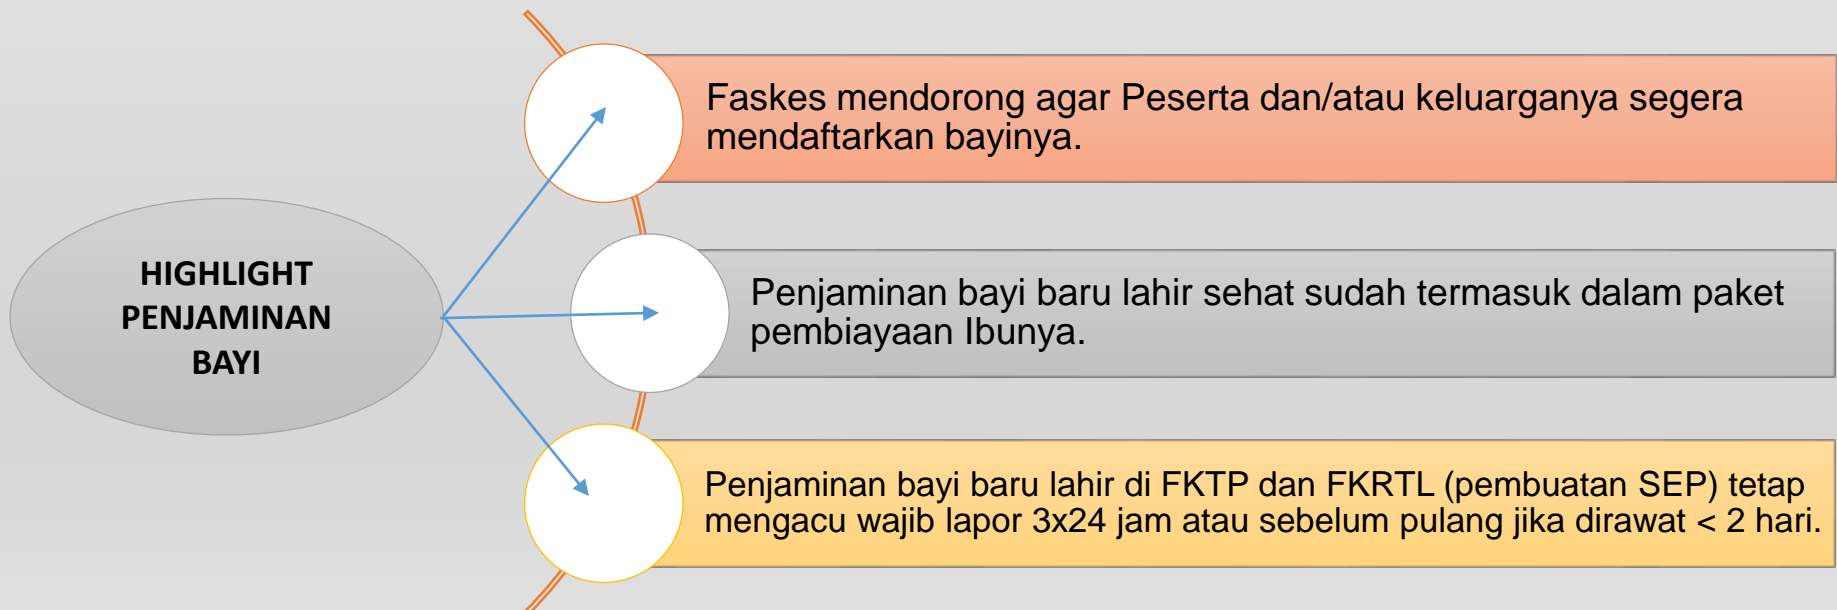 HIGHLIGHT
PENJAMINAN
BAYI
Faskes mendorong agar Peserta dan/atau keluarganya segera
mendaftarkan bayinya.
Penjaminan bayi baru lahir sehat sudah termasuk dalam paket
pembiayaan Ibunya.
Penjaminan bayi baru lahir di FKTP dan FKRTL (pembuatan SEP) tetap
mengacu wajib lapor 3x24 jam atau sebelum pulang jika dirawat < 2 hari.